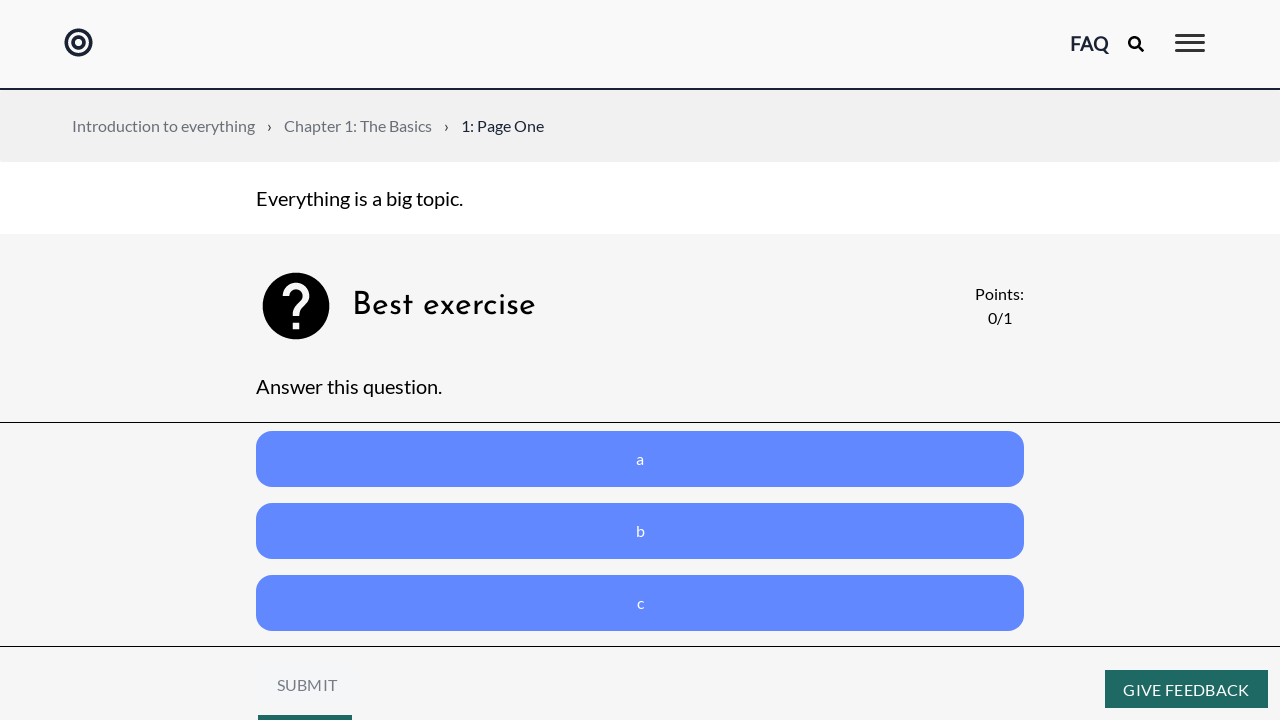 FAQ
Introduction to everything › Chapter 1: The Basics › 1: Page One
Everything is a big topic.
Best exercise
Points:
0/1
Answer this question.
a
b
c
SUBMIT
GIVE FEEDBACK